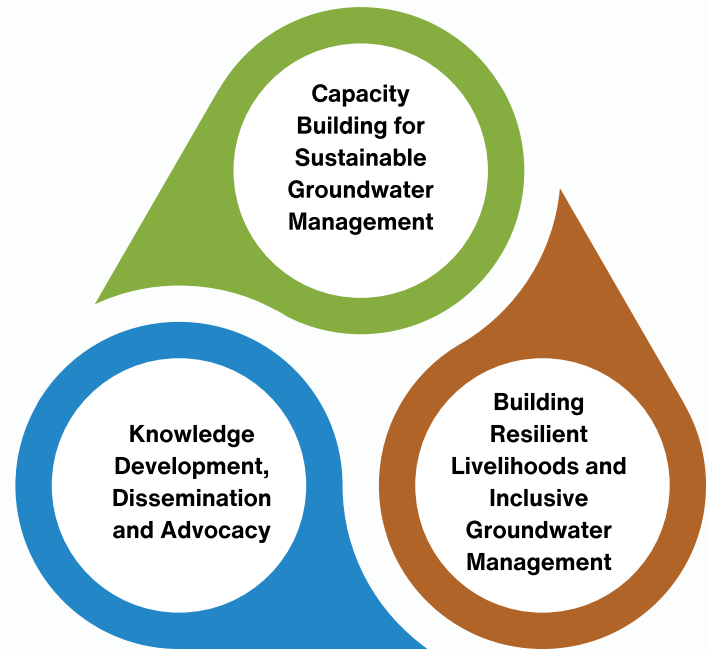 Capacity
Building for
Sustainable
Groundwater
Management
Knowledge
Development,
Dissemination
and Advocacy
Building
Resilient
Livelihoods and
Inclusive
Groundwater
Management